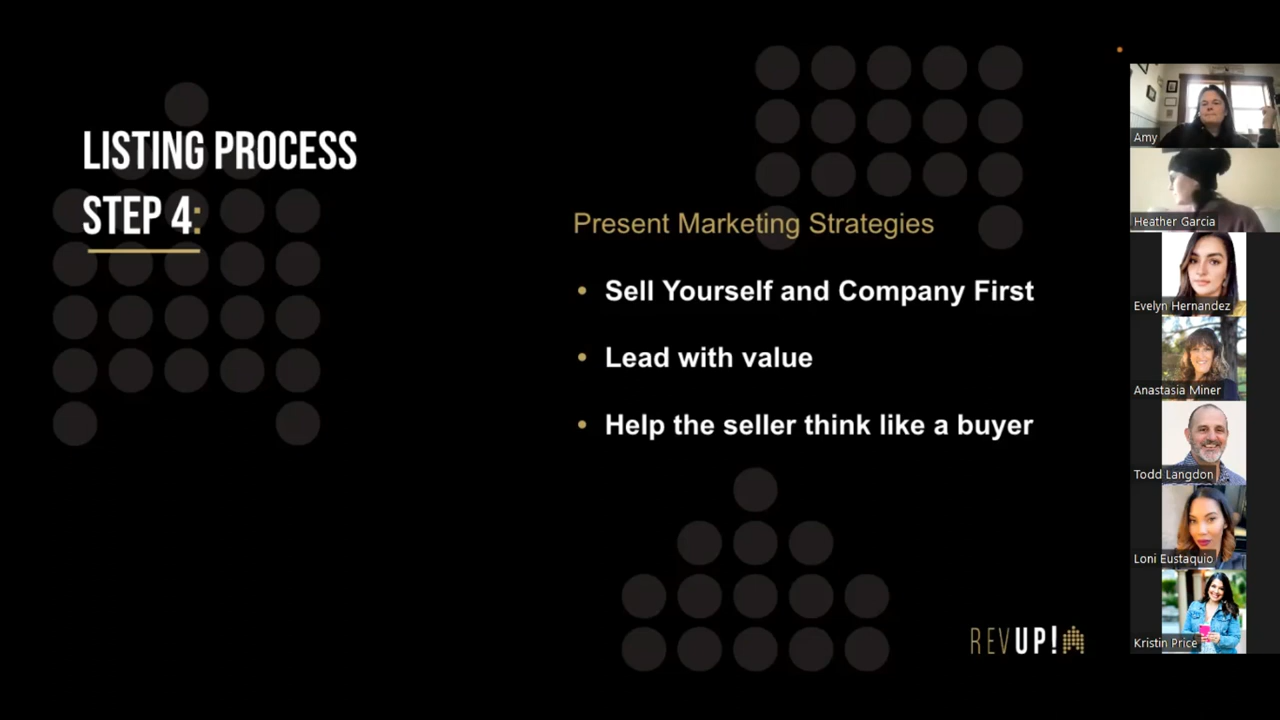 LISTING PROCESS
STEP 4:
Present Marketing Strategies
• Sell Yourself and Company First
• Lead with value
• Help the seller think like a buyer
REVUP!
Amy
Heather Garcia
Evelyn Hernandez
Anastasia Miner
Todd Langdon
Loni Eustaquio
Kristin Price